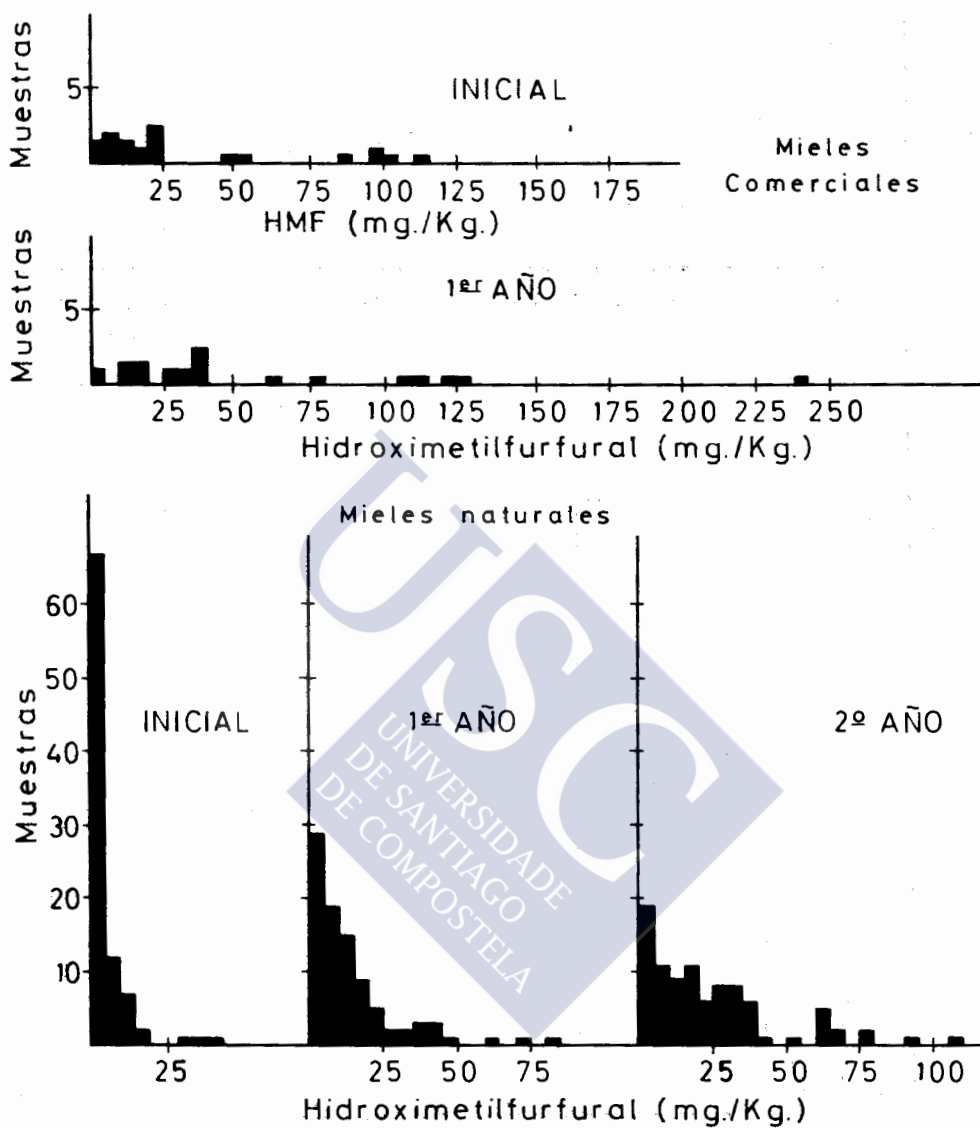 Muestras
5
INICIAL
25 50 75 100 125 150 175
HMF (mg./Kg.)
Mieles
Comerciales
Muestras
5
1er AÑO
25 50 75 100 125 150 175 200 225 250
Hidroximetilfurfural (mg./Kg.)
Mieles naturales
Muestras
60
50
40
30
20
10
INICIAL
1er AÑO
2º AÑO
25 25 50 75 25 50 75 100
Hidroximetilfurfural (mg./Kg.)
USC
UNIVERSIDADE
DE SANTIAGO
DE COMPOSTELA